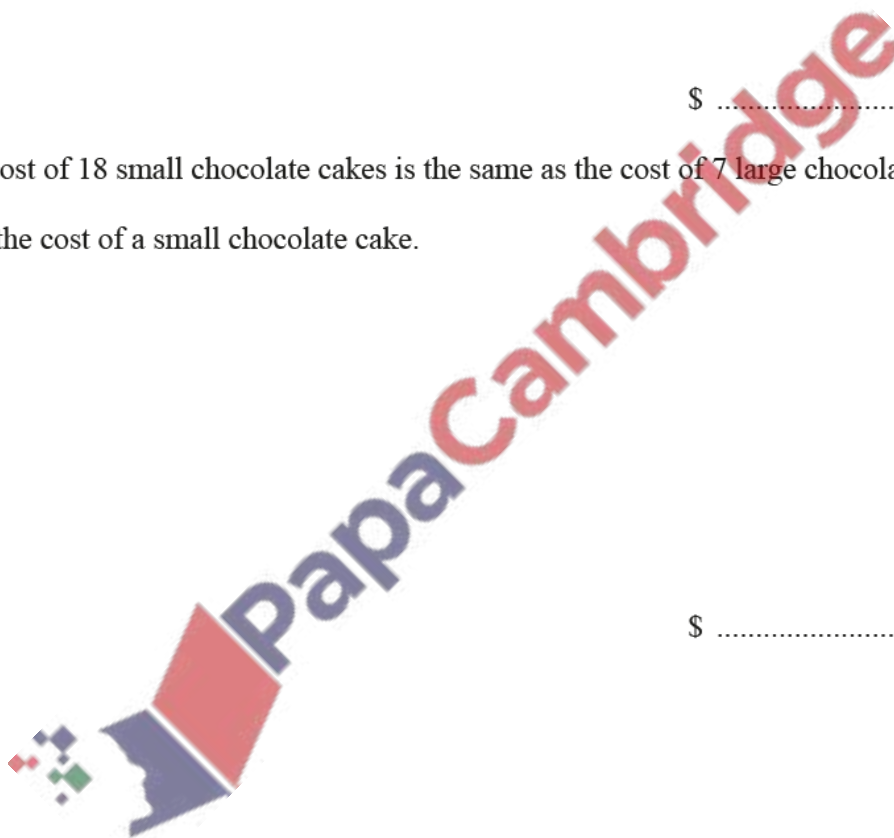 $ ........................
ost of 18 small chocolate cakes is the same as the cost of 7 large chocola
the cost of a small chocolate cake.
PapaCambridge
$ ........................